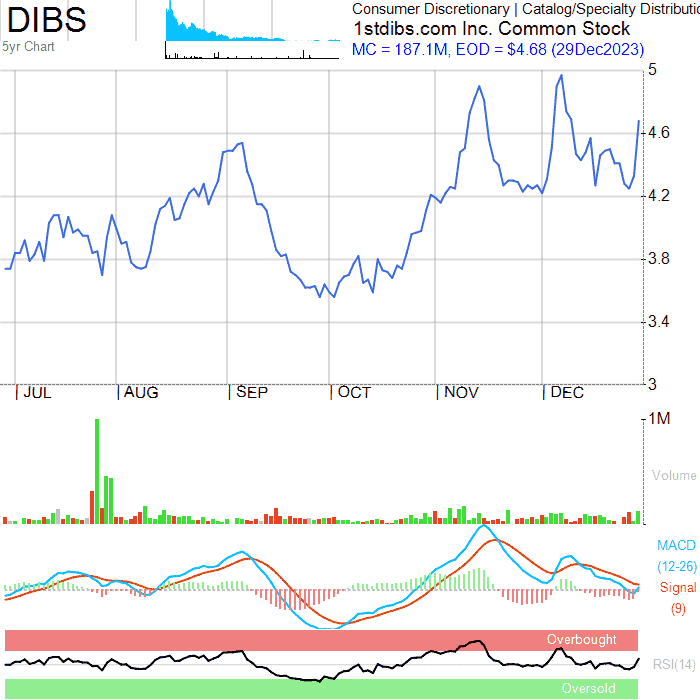 DIBS
5yr Chart
Consumer Discretionary | Catalog/Specialty Distributio
1stdibs.com Inc. Common Stock
MC = 187.1M, EOD = $4.68 (29Dec2023)
5
4.6
4.2
3.8
3.4
3
JUL AUG SEP OCT NOV DEC
1M
Volume
MACD
(12-26)
Signal
(9)
Overbought
RSI(14)
Oversold